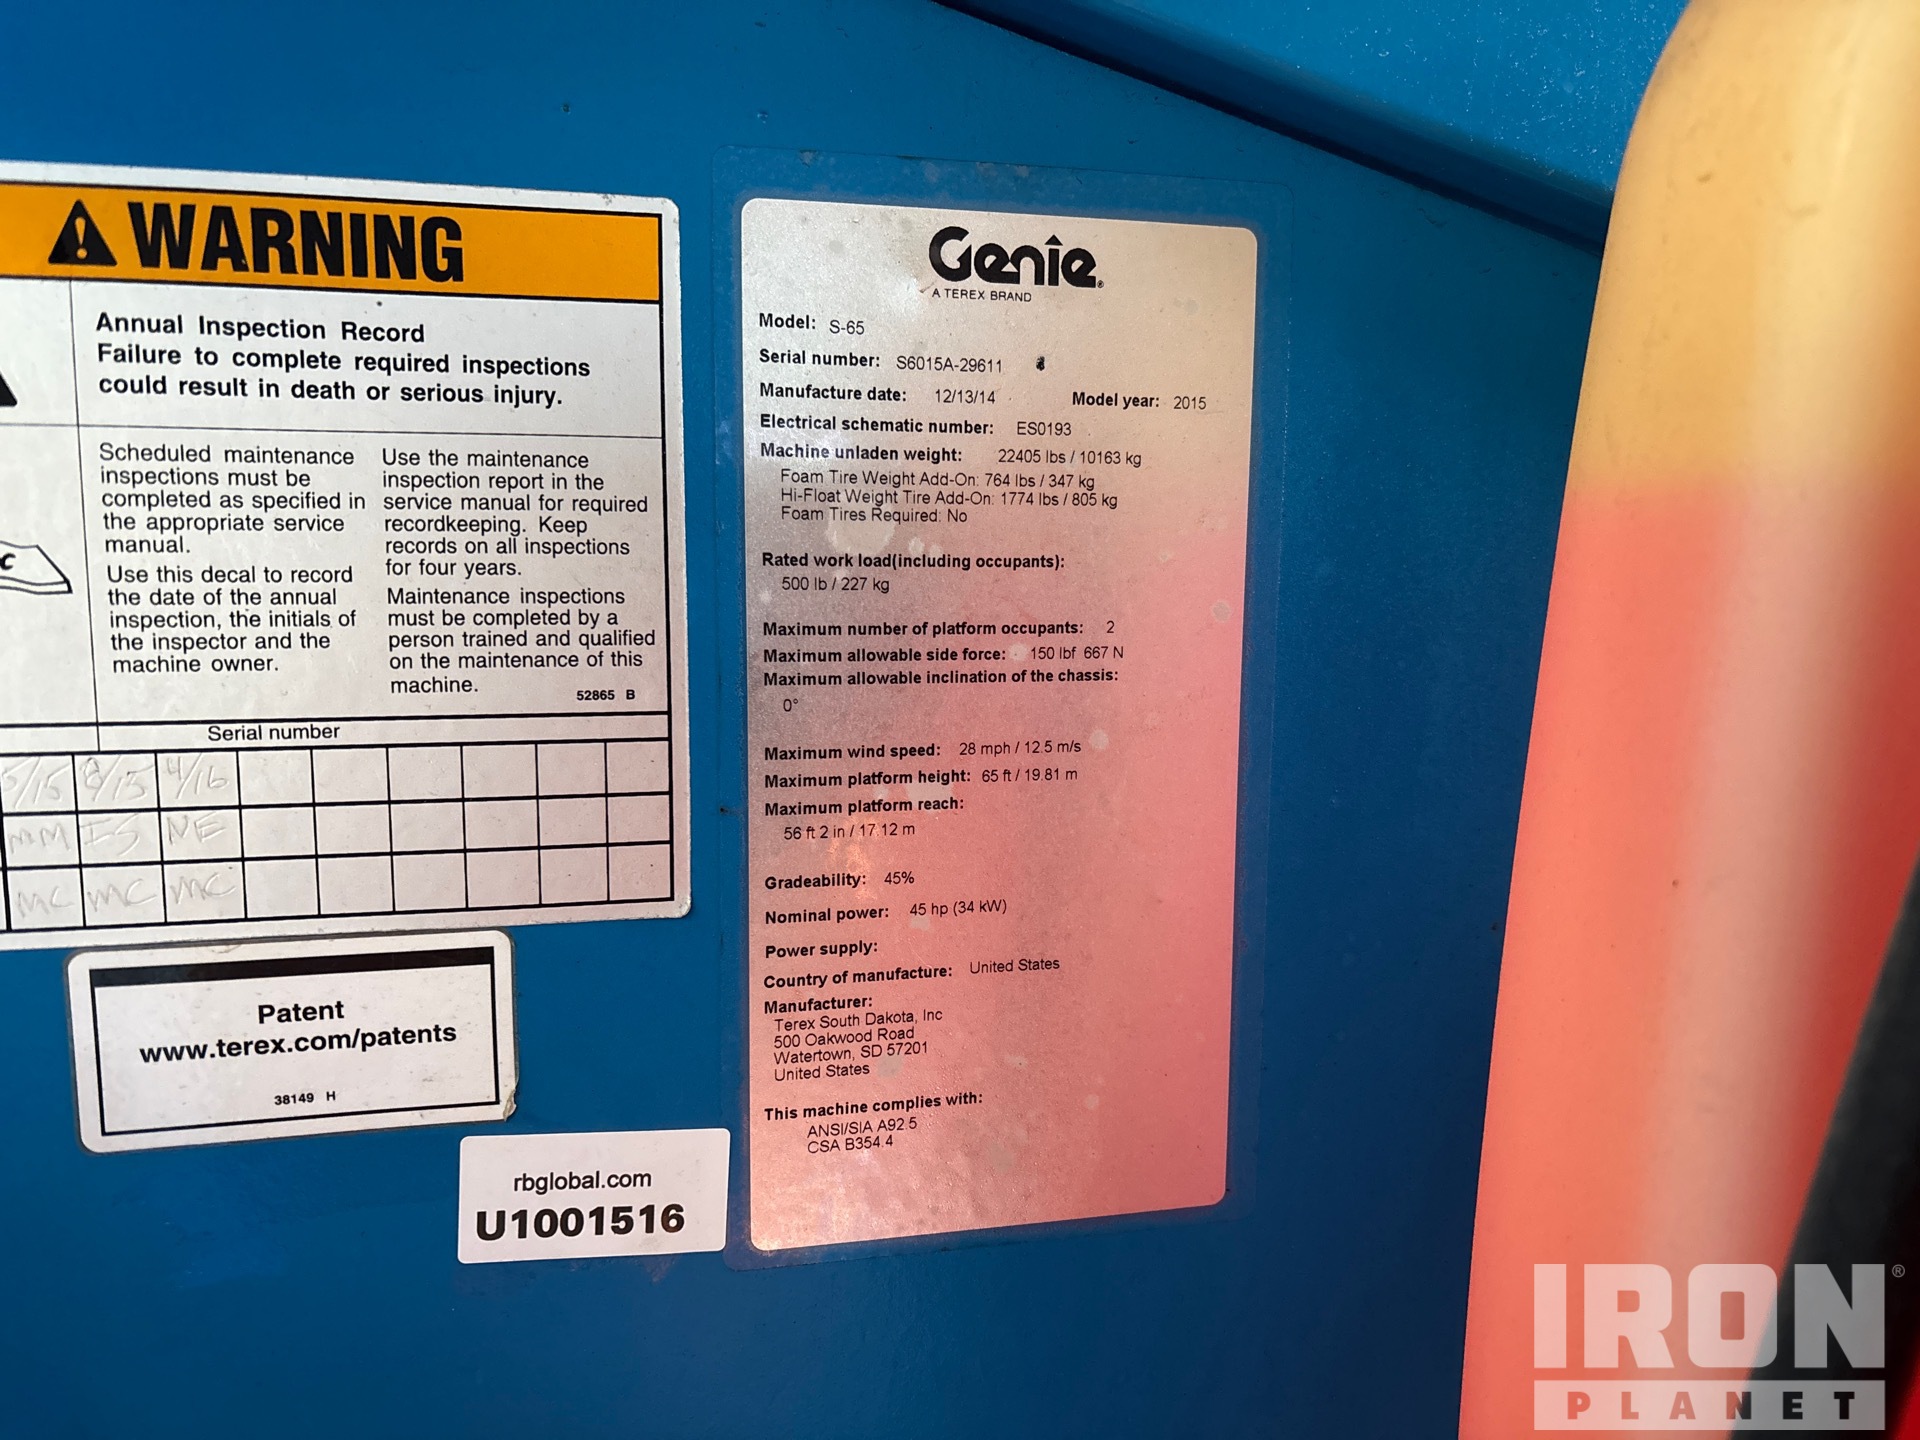 WARNING
Annual Inspection Record
Failure to complete required inspections
could result in death or serious injury.
Scheduled maintenance
inspections must be
completed as specified in
the appropriate service
manual.
Use this decal to record
the date of the annual
inspection, the initials of
the inspector and the
machine owner.
Use the maintenance
inspection report in the
service manual for required
recordkeeping. Keep
records on all inspections
for four years.
Maintenance inspections
must be completed by a
person trained and qualified
on the maintenance of this
machine.
52865 B
C
Serial number
/15 8/15 4/16
MM IS NE
MC MC MC
Patent
www.terex.com/patents
38149 H
rbglobal.com
U1001516
Genie®
A TEREX BRAND
Model: S-65
Serial number: S6015A-29611
Manufacture date: 12/13/14 Model year: 2015
Electrical schematic number: ES0193
Machine unladen weight: 22405 lbs / 10163 kg
Foam Tire Weight Add-On: 764 lbs / 347 kg
Hi-Float Weight Tire Add-On: 1774 lbs / 805 kg
Foam Tires Required: No
Rated work load(including occupants):
500 lb / 227 kg
Maximum number of platform occupants: 2
Maximum allowable side force: 150 lbf 667 N
Maximum allowable inclination of the chassis:
0°
Maximum wind speed: 28 mph / 12.5 m/s
Maximum platform height: 65 ft / 19.81 m
Maximum platform reach:
56 ft 2 in / 17.12 m
Gradeability: 45%
Nominal power: 45 hp (34 kW)
Power supply:
Country of manufacture: United States
Manufacturer:
Terex South Dakota, Inc
500 Oakwood Road
Watertown, SD 57201
United States
This machine complies with:
ANSI/SIA A92.5
CSA B354.4
IRON®
PLANET